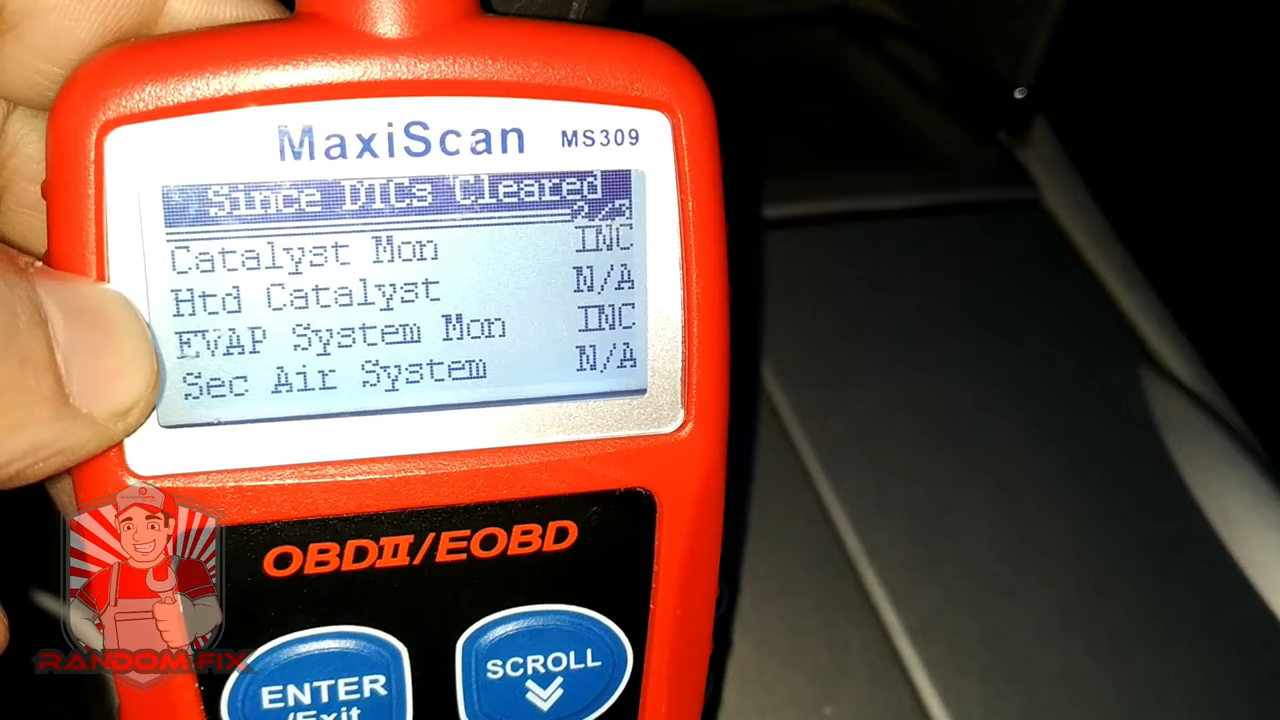 MaxiScan MS309
Since DTCs Cleared
Catalyst Mon INC
Htd Catalyst N/A
EVAP System Mon INC
Sec Air System N/A
OBDII/EOBD
ENTER
/Exit
SCROLL
RANDOM FIX